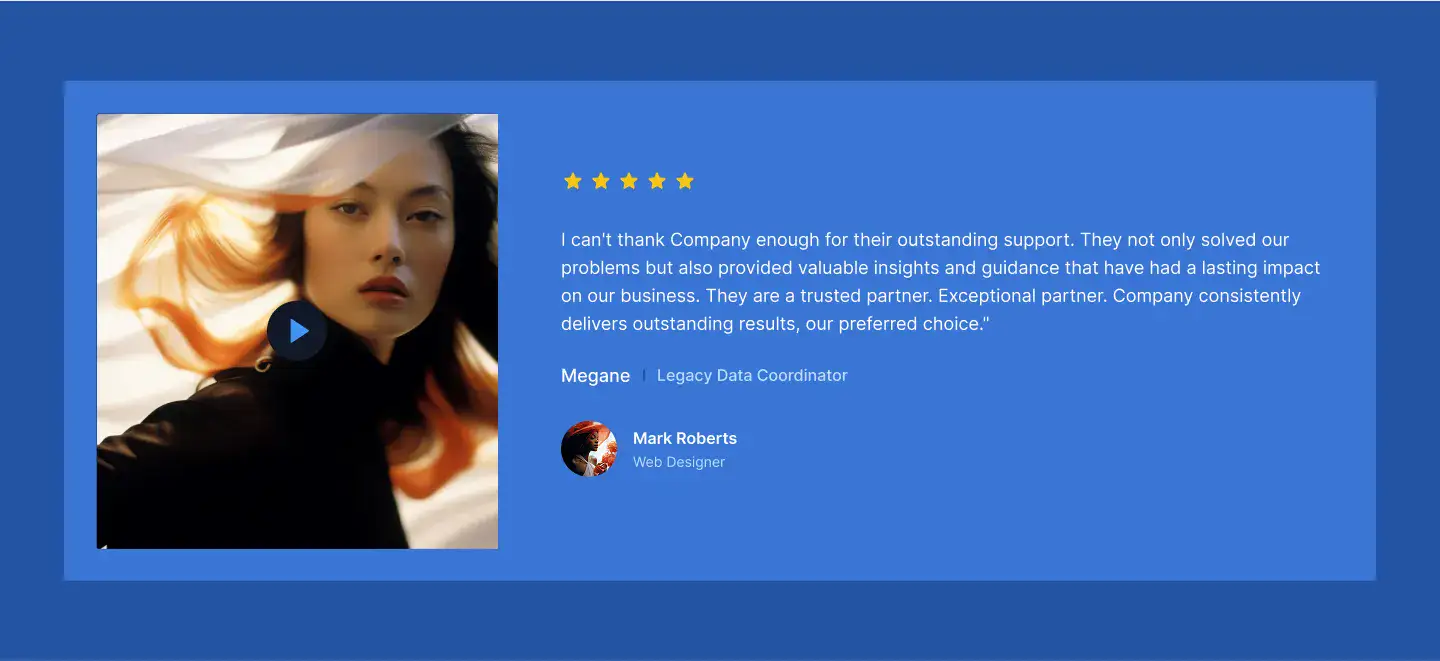 I can't thank Company enough for their outstanding support. They not only solved our
problems but also provided valuable insights and guidance that have had a lasting impact
on our business. They are a trusted partner. Exceptional partner. Company consistently
delivers outstanding results, our preferred choice."
Megane | Legacy Data Coordinator
Mark Roberts
Web Designer